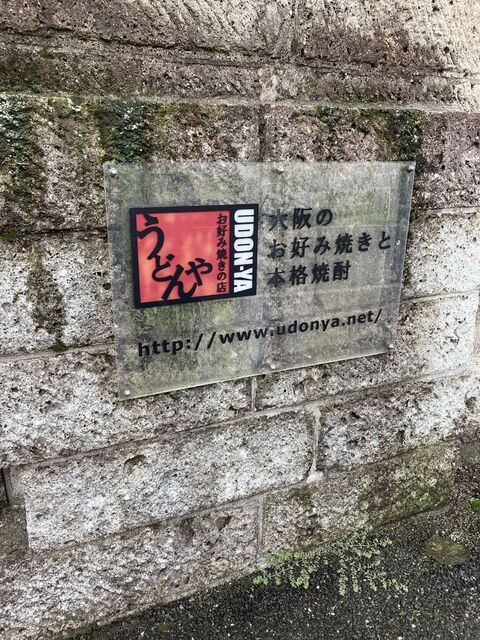 うどんや
お好み焼きの店
UDON-YA
大阪の
お好み焼きと
本格焼酎
http://www.udonya.net/